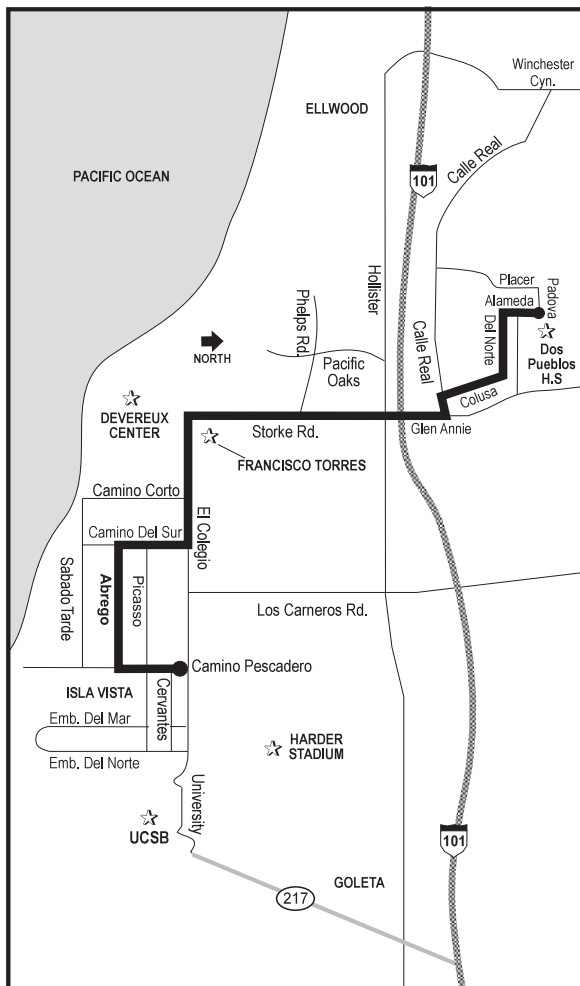 Winchester
Cyn.
ELLWOOD
PACIFIC OCEAN
101
Calle Real
Hollister
Placer
Padova
Alameda
Del Norte
Phelps Rd.
Calle Real
NORTH
Pacific
Oaks
Dos
Pueblos
H.S
Colusa
DEVEREUX
CENTER
Storke Rd.
Glen Annie
FRANCISCO TORRES
Camino Corto
El Colegio
Camino Del Sur
Sabado Tarde
Abrego
Picasso
Los Carneros Rd.
Camino Pescadero
ISLA VISTA
Cervantes
Emb. Del Mar
HARDER
STADIUM
Emb. Del Norte
University
UCSB
101
GOLETA
217